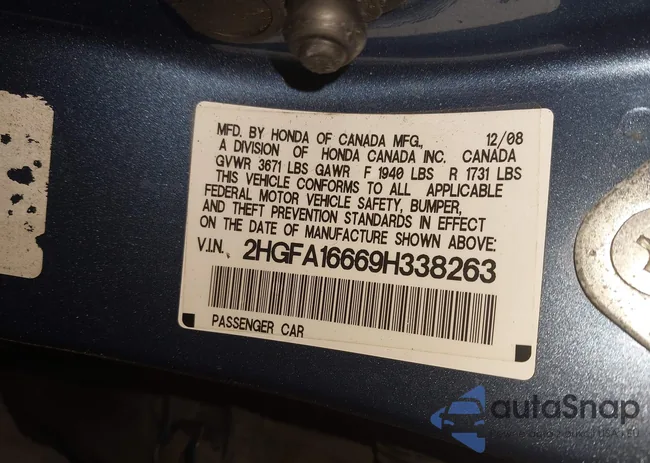 MFD. BY HONDA OF CANADA MFG., 12/08
A DIVISION OF HONDA CANADA INC. CANADA
GVWR 3671 LBS GAWR F 1940 LBS R 1731 LBS
THIS VEHICLE CONFORMS TO ALL APPLICABLE
FEDERAL MOTOR VEHICLE SAFETY, BUMPER,
AND THEFT PREVENTION STANDARDS IN EFFECT
ON THE DATE OF MANUFACTURE SHOWN ABOVE:
V.I.N. 2HGFA16669H338263
PASSENGER CAR
autoSnap